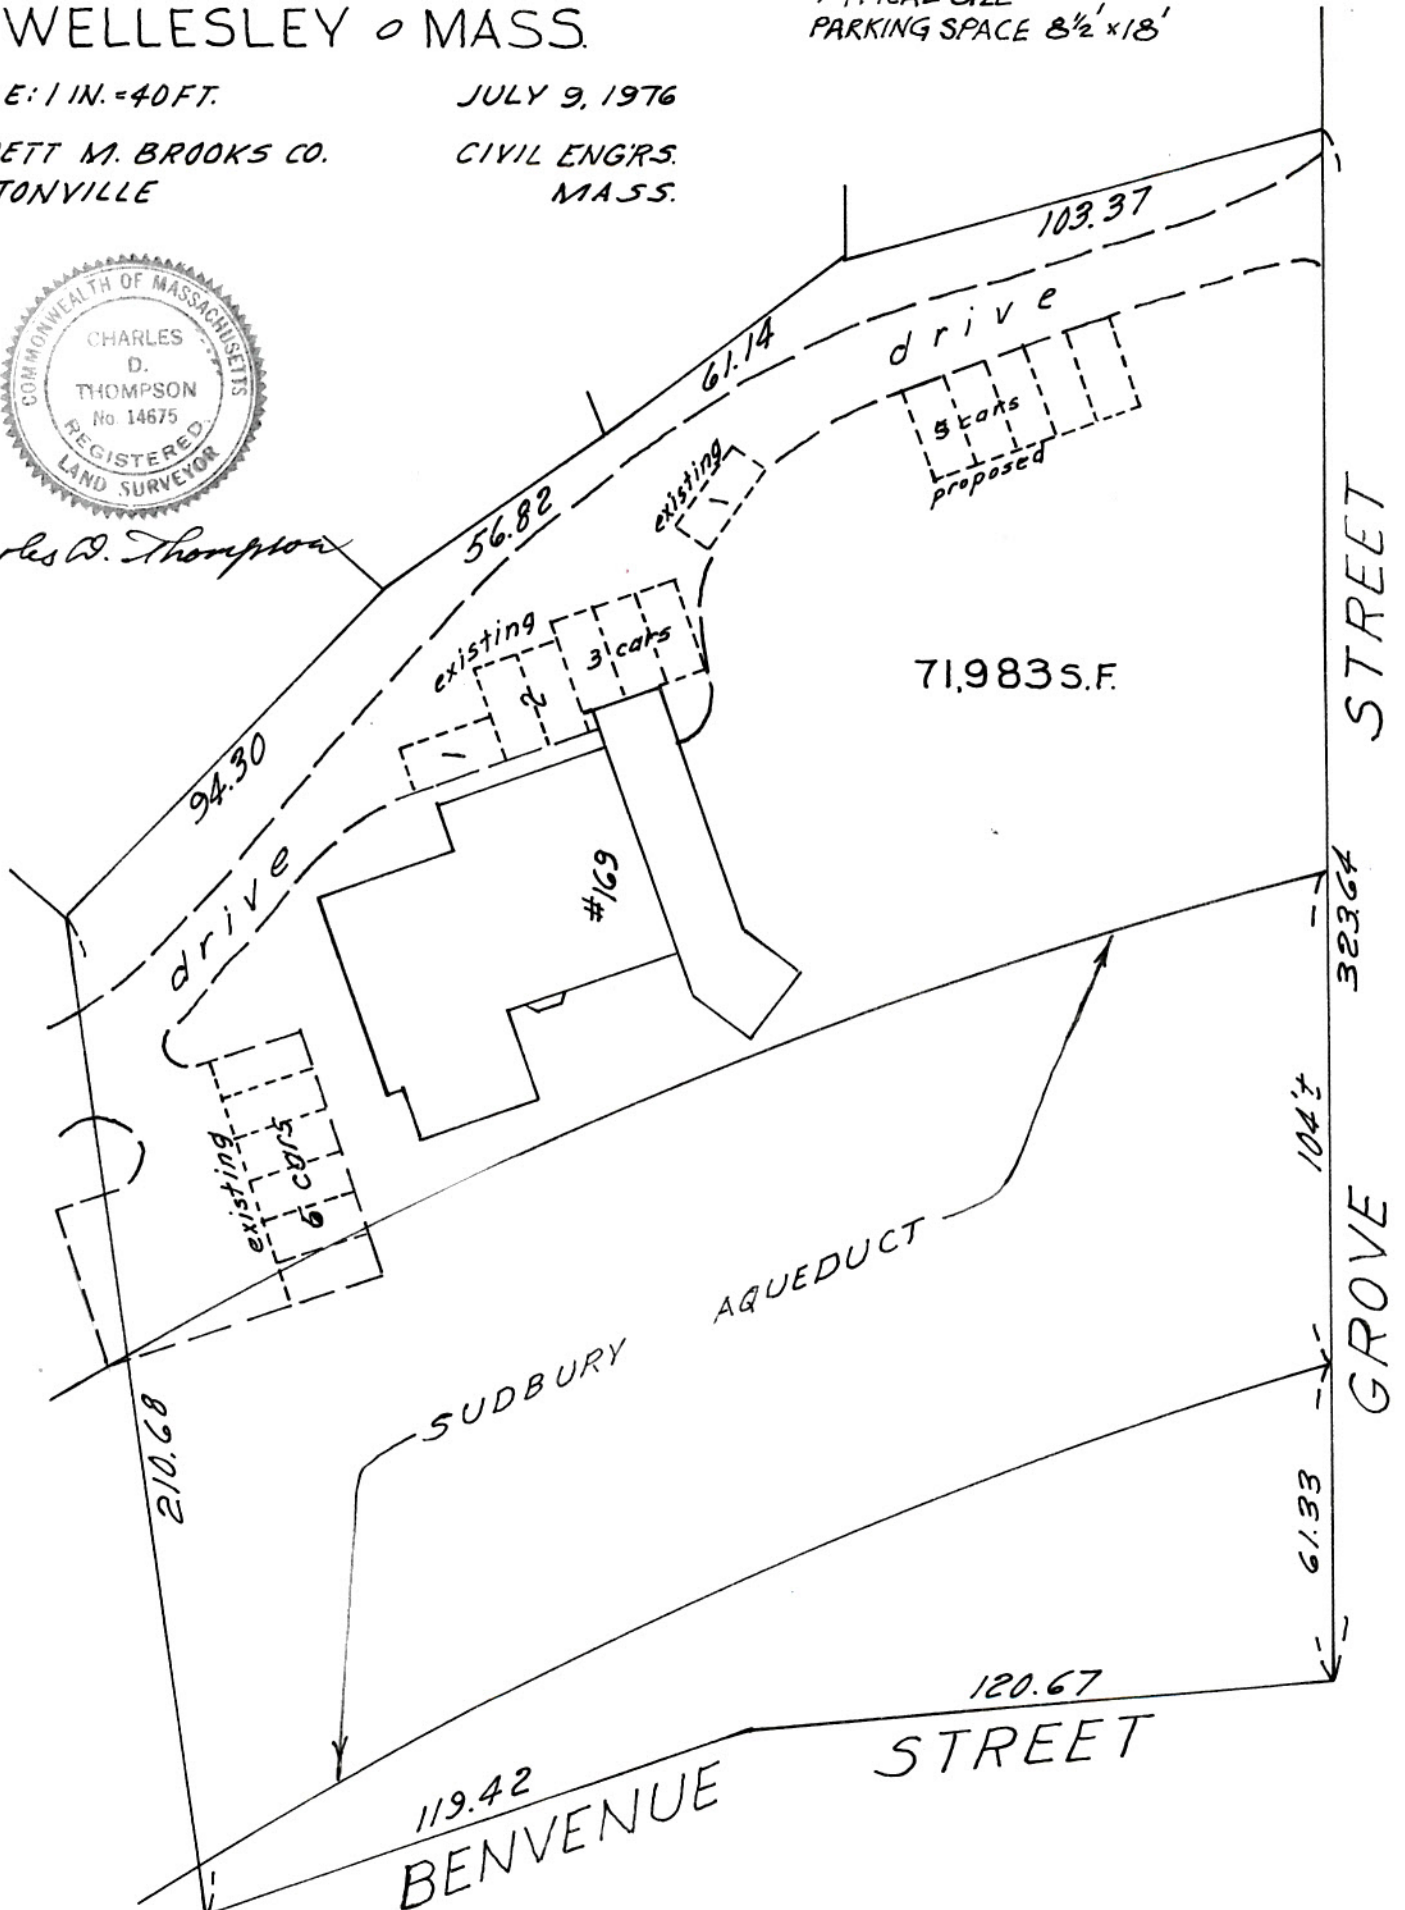 WELLESLEY o MASS.
E: 1 IN. = 40 FT.
JULY 9, 1976
ETT M. BROOKS CO.
CIVIL ENG'RS.
TONVILLE
MASS.
PARKING SPACE 8½' x 18'
COMMONWEALTH OF MASSACHUSETTS
CHARLES
D.
THOMPSON
No. 14675
REGISTERED
LAND SURVEYOR
les D. Thompson
103.37
61.14
56.82
94.30
drive
5 cars
proposed
existing
1
existing
3 cars
2
1
71,983 S.F.
drive
#169
existing
6 cars
STREET
GROVE
323.64
104'±
61.33
SUDBURY AQUEDUCT
210.68
120.67
119.42
BENVENUE STREET